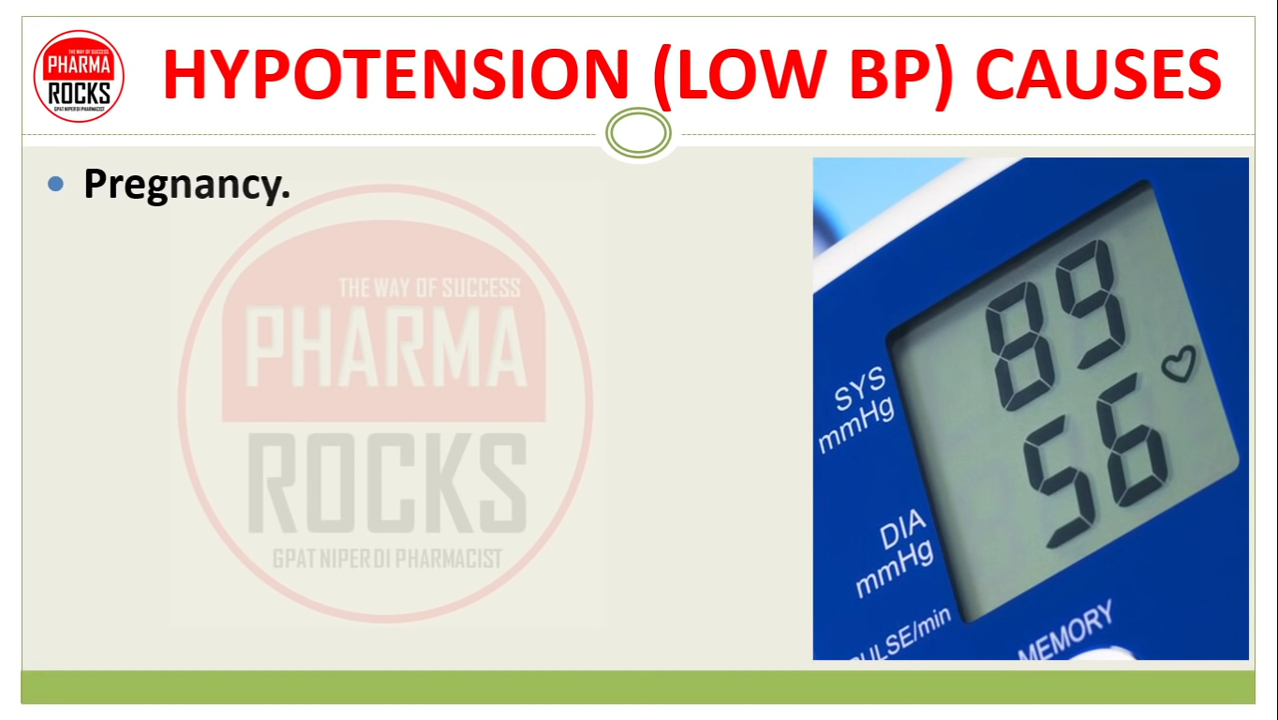 THE WAY OF SUCCESS
PHARMA
ROCKS
GPAT NIPER DI PHARMACIST
HYPOTENSION (LOW BP) CAUSES
• Pregnancy.
THE WAY OF SUCCESS
PHARMA
ROCKS
GPAT NIPER DI PHARMACIST
89
SYS
mmHg
56
DIA
mmHg
PULSE/min
MEMORY